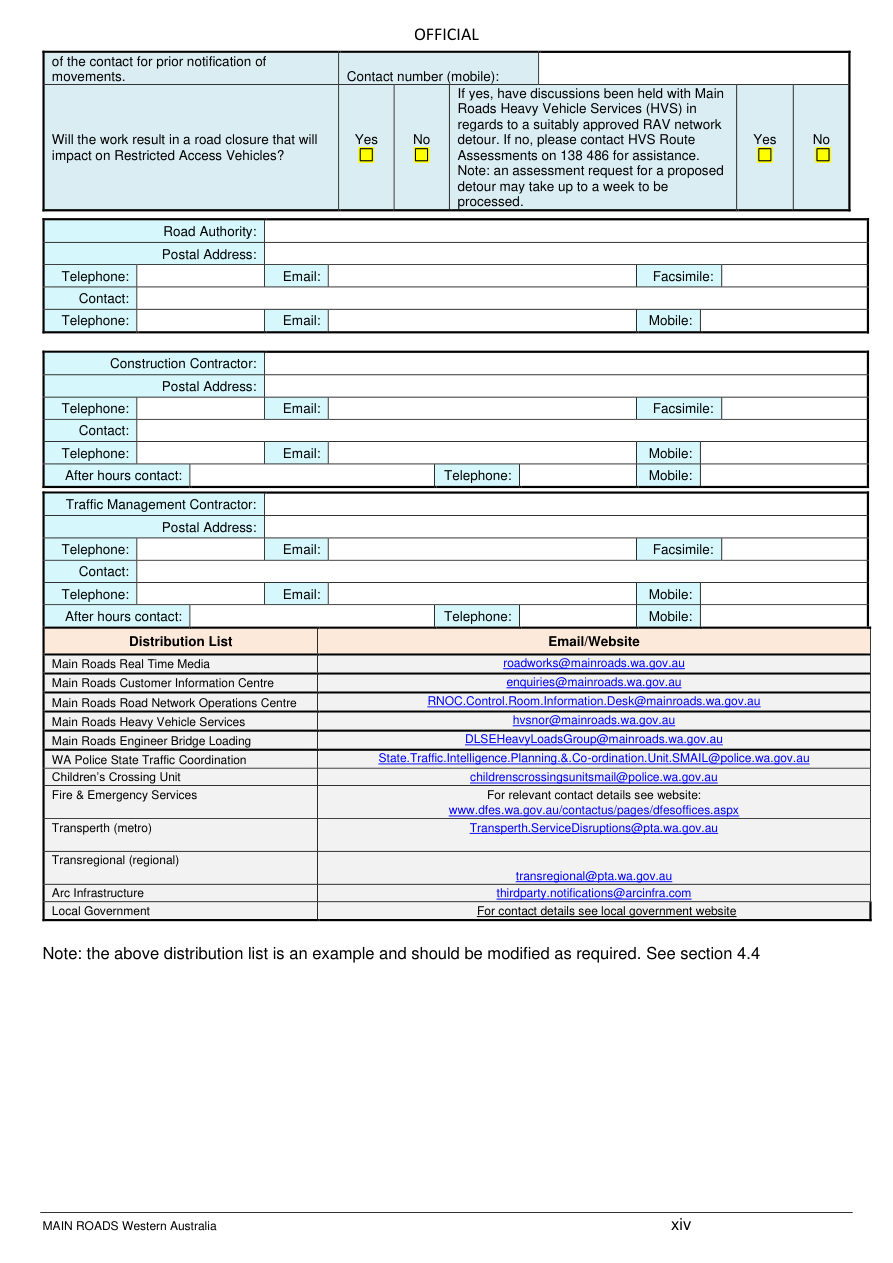 OFFICIAL
of the contact for prior notification of
movements.
Contact number (mobile):
Will the work result in a road closure that will
impact on Restricted Access Vehicles?
Yes
No
If yes, have discussions been held with Main
Roads Heavy Vehicle Services (HVS) in
regards to a suitably approved RAV network
detour. If no, please contact HVS Route
Assessments on 138 486 for assistance.
Note: an assessment request for a proposed
detour may take up to a week to be
processed.
Yes
No
Road Authority:
Postal Address:
Telephone: Email: Facsimile:
Contact:
Telephone: Email: Mobile:
Construction Contractor:
Postal Address:
Telephone: Email: Facsimile:
Contact:
Telephone: Email: Mobile:
After hours contact: Telephone: Mobile:
Traffic Management Contractor:
Postal Address:
Telephone: Email: Facsimile:
Contact:
Telephone: Email: Mobile:
After hours contact: Telephone: Mobile:
Distribution List Email/Website
Main Roads Real Time Media roadworks@mainroads.wa.gov.au
Main Roads Customer Information Centre enquiries@mainroads.wa.gov.au
Main Roads Road Network Operations Centre RNOC.Control.Room.Information.Desk@mainroads.wa.gov.au
Main Roads Heavy Vehicle Services hvsnor@mainroads.wa.gov.au
Main Roads Engineer Bridge Loading DLSEHeavyLoadsGroup@mainroads.wa.gov.au
WA Police State Traffic Coordination State.Traffic.Intelligence.Planning.&.Co-ordination.Unit.SMAIL@police.wa.gov.au
Children's Crossing Unit childrenscrossingsunitsmail@police.wa.gov.au
Fire & Emergency Services For relevant contact details see website:
www.dfes.wa.gov.au/contactus/pages/dfesoffices.aspx
Transperth (metro) Transperth.ServiceDisruptions@pta.wa.gov.au
Transregional (regional)
transregional@pta.wa.gov.au
Arc Infrastructure thirdparty.notifications@arcinfra.com
Local Government For contact details see local government website
Note: the above distribution list is an example and should be modified as required. See section 4.4
MAIN ROADS Western Australia xiv